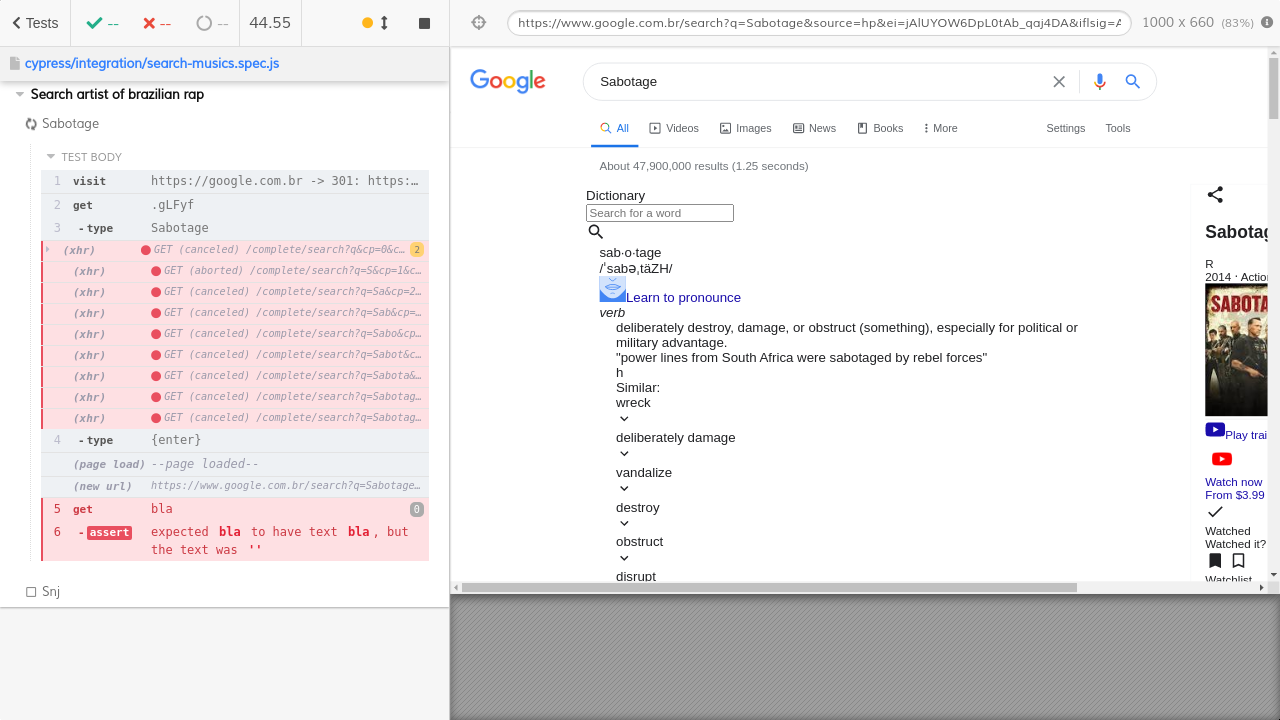 Tests
--
--
--
44.55
https://www.google.com.br/search?q=Sabotage&source=hp&ei=jAlUYOW6DpL0tAb_qaj4DA&iflsig=A
1000 x 660 (83%)
cypress/integration/search-musics.spec.js
Search artist of brazilian rap
Sabotage
TEST BODY
1 visit https://google.com.br -> 301: https:…
2 get .gLFyf
3 -type Sabotage
(xhr) GET (canceled) /complete/search?q&cp=0&c… 2
(xhr) GET (aborted) /complete/search?q=S&cp=1&c…
(xhr) GET (canceled) /complete/search?q=Sa&cp=2…
(xhr) GET (canceled) /complete/search?q=Sab&cp=…
(xhr) GET (canceled) /complete/search?q=Sabo&cp…
(xhr) GET (canceled) /complete/search?q=Sabot&c…
(xhr) GET (canceled) /complete/search?q=Sabota&…
(xhr) GET (canceled) /complete/search?q=Sabotag…
(xhr) GET (canceled) /complete/search?q=Sabotag…
4 -type {enter}
(page load) --page loaded--
(new url) https://www.google.com.br/search?q=Sabotage…
5 get bla 0
6 -assert expected bla to have text bla, but
the text was ''
Snj
Google
Sabotage
All Videos Images News Books More Settings Tools
About 47,900,000 results (1.25 seconds)
Dictionary
Search for a word
sab·o·tage
/ˈsabəˌtäZH/
Learn to pronounce
verb
deliberately destroy, damage, or obstruct (something), especially for political or
military advantage.
"power lines from South Africa were sabotaged by rebel forces"
h
Similar:
wreck
deliberately damage
vandalize
destroy
obstruct
disrupt
Sabotag
R
2014 ‧ Action
SABOTA
Play trai
Watch now
From $3.99
Watched
Watched it?
Watchlist